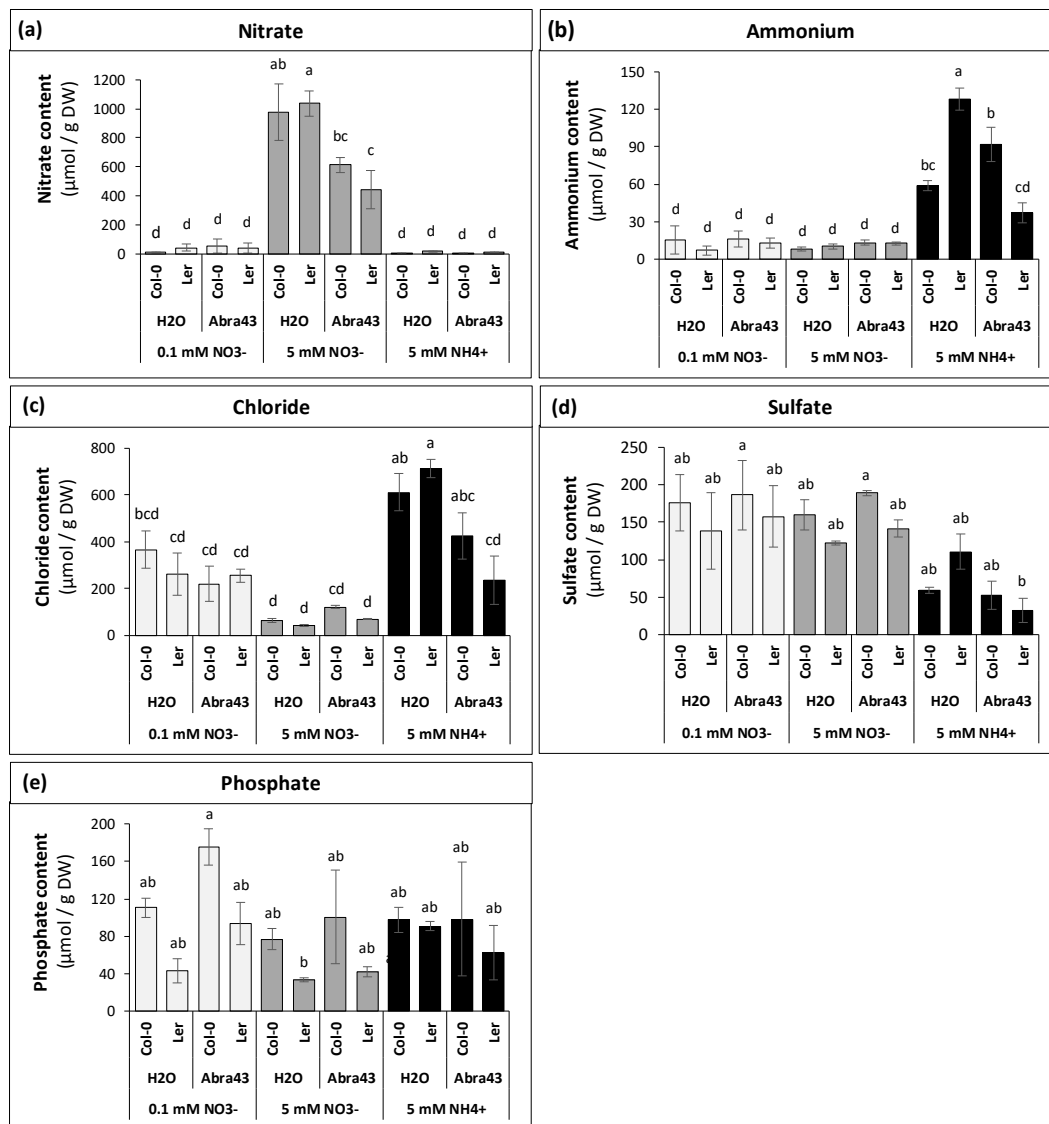 (a) Nitrate
Nitrate content
(µmol / g DW)
1200
1000
800
600
400
200
0
d d d d ab a bc c d d d d
Col-0 Ler Col-0 Ler Col-0 Ler Col-0 Ler Col-0 Ler Col-0 Ler
H2O Abra43 H2O Abra43 H2O Abra43
0.1 mM NO3- 5 mM NO3- 5 mM NH4+
(b) Ammonium
Ammonium content
(µmol / g DW)
150
120
90
60
30
0
d d d d d d d d bc a b cd
Col-0 Ler Col-0 Ler Col-0 Ler Col-0 Ler Col-0 Ler Col-0 Ler
H2O Abra43 H2O Abra43 H2O Abra43
0.1 mM NO3- 5 mM NO3- 5 mM NH4+
(c) Chloride
Chloride content
(µmol / g DW)
800
600
400
200
0
bcd cd cd cd d d cd d ab a abc cd
Col-0 Ler Col-0 Ler Col-0 Ler Col-0 Ler Col-0 Ler Col-0 Ler
H2O Abra43 H2O Abra43 H2O Abra43
0.1 mM NO3- 5 mM NO3- 5 mM NH4+
(d) Sulfate
Sulfate content
(µmol / g DW)
250
200
150
100
50
0
ab ab a ab ab ab a ab ab ab ab b
Col-0 Ler Col-0 Ler Col-0 Ler Col-0 Ler Col-0 Ler Col-0 Ler
H2O Abra43 H2O Abra43 H2O Abra43
0.1 mM NO3- 5 mM NO3- 5 mM NH4+
(e) Phosphate
Phosphate content
(µmol / g DW)
200
160
120
80
40
0
ab ab a ab ab b ab ab ab ab ab ab
Col-0 Ler Col-0 Ler Col-0 Ler Col-0 Ler Col-0 Ler Col-0 Ler
H2O Abra43 H2O Abra43 H2O Abra43
0.1 mM NO3- 5 mM NO3- 5 mM NH4+